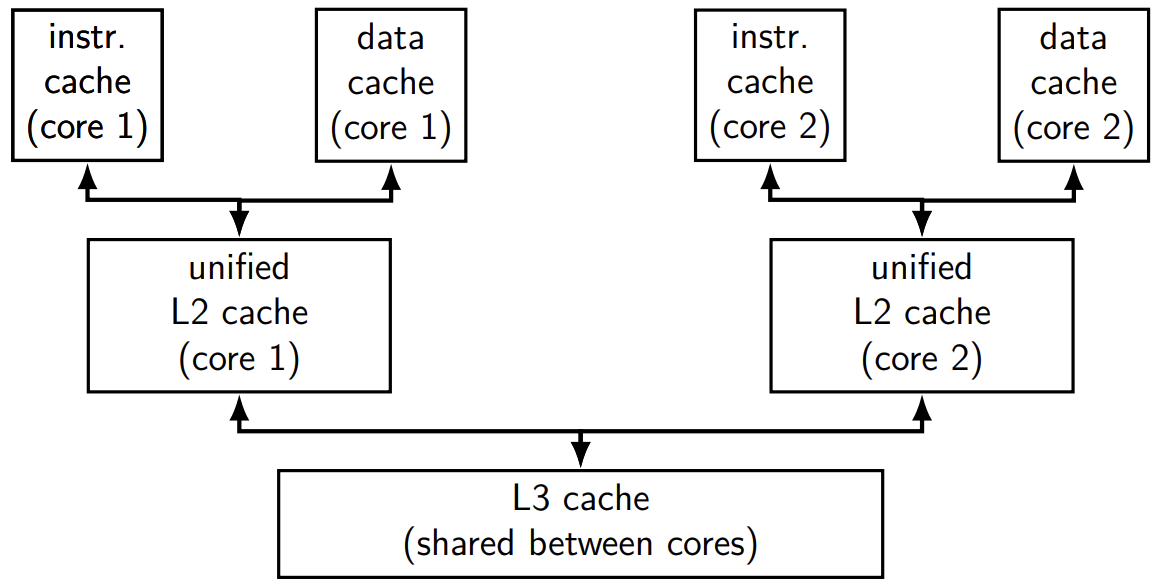 instr.
cache
(core 1)
data
cache
(core 1)
instr.
cache
(core 2)
data
cache
(core 2)
unified
L2 cache
(core 1)
unified
L2 cache
(core 2)
L3 cache
(shared between cores)